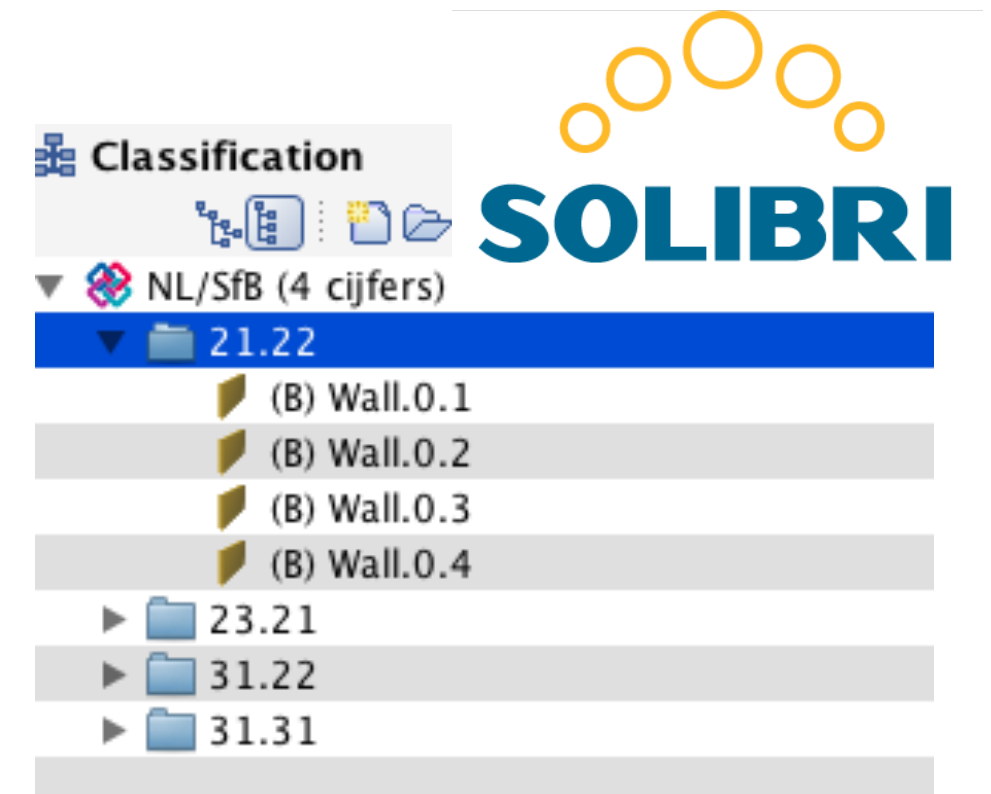 SOLIBRI
Classification
NL/SfB (4 cijfers)
21.22
(B) Wall.0.1
(B) Wall.0.2
(B) Wall.0.3
(B) Wall.0.4
23.21
31.22
31.31